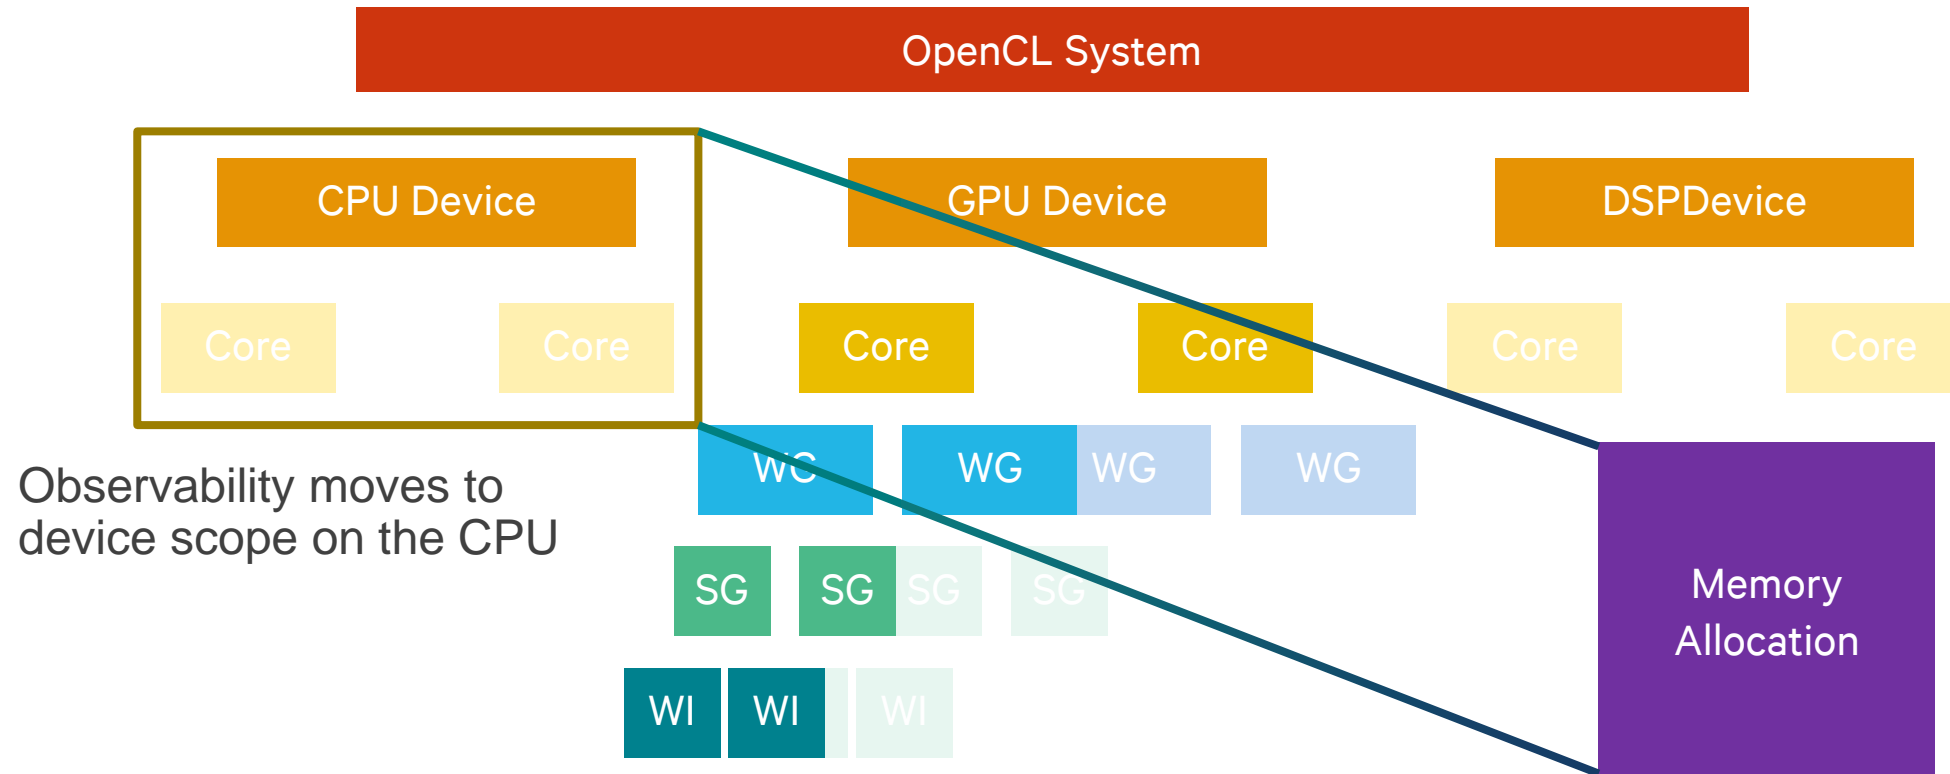 OpenCL System
CPU Device
GPU Device
DSPDevice
Core
Core
Core
Core
Core
Core
WG
WG
WG
WG
Observability moves to
device scope on the CPU
SG
SG
SG
SG
Memory
Allocation
WI
WI
WI